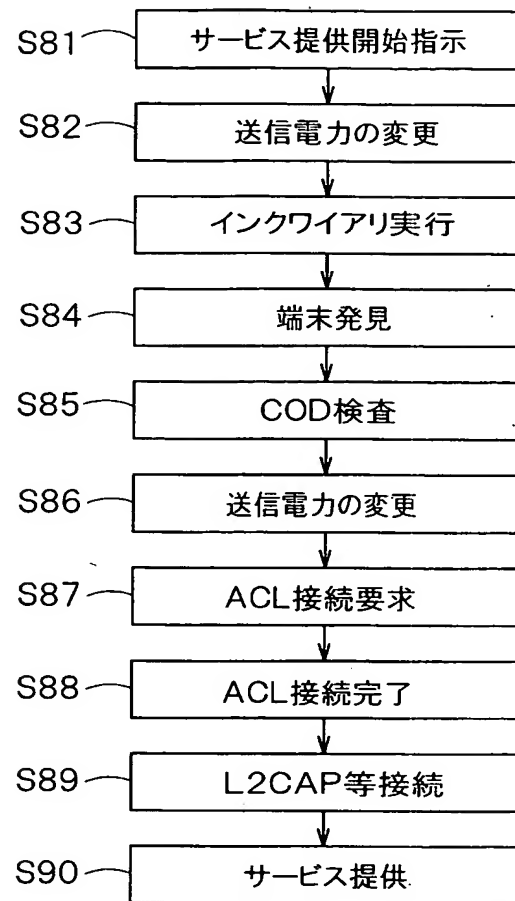 S81 サービス提供開始指示
S82 送信電力の変更
S83 インクワイアリ実行
S84 端末発見
S85 COD検査
S86 送信電力の変更
S87 ACL接続要求
S88 ACL接続完了
S89 L2CAP等接続
S90 サービス提供